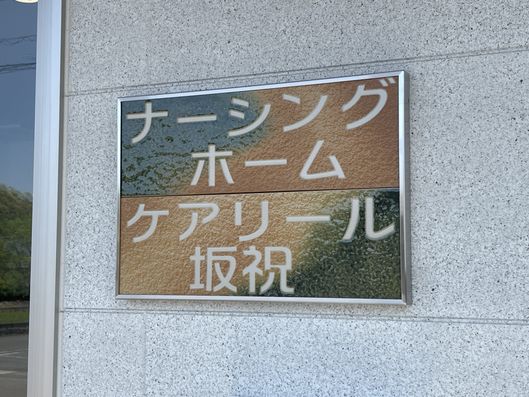 ナーシング
ホーム
ケアリール
坂祝